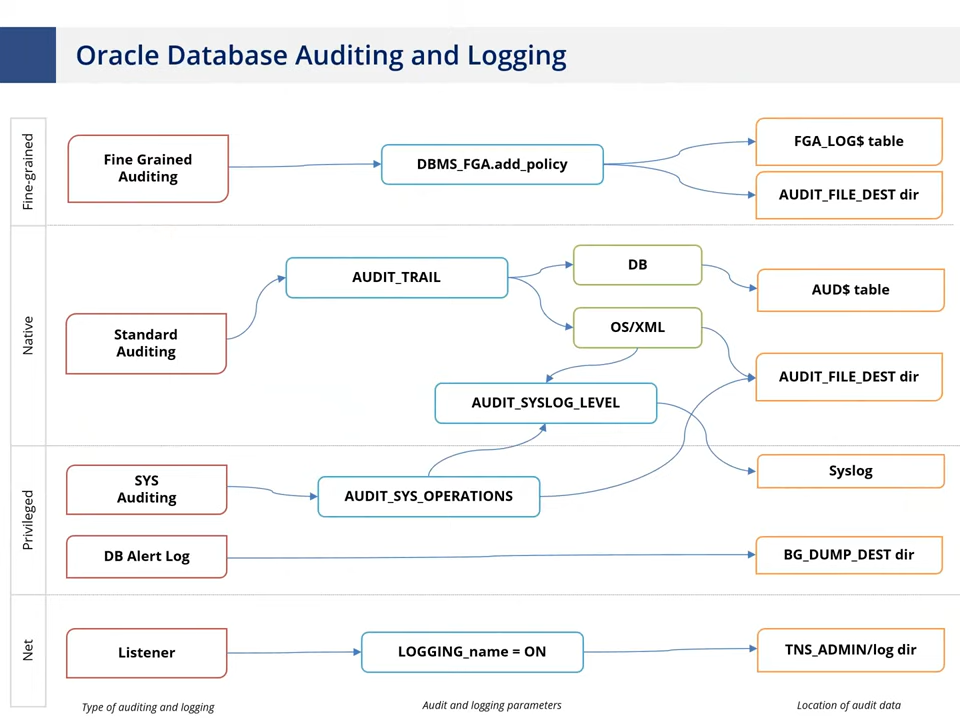 Oracle Database Auditing and Logging
Fine-grained
Fine Grained
Auditing
DBMS_FGA.add_policy
FGA_LOG$ table
AUDIT_FILE_DEST dir
Native
Standard
Auditing
AUDIT_TRAIL
DB
OS/XML
AUDIT_SYSLOG_LEVEL
AUD$ table
AUDIT_FILE_DEST dir
Privileged
SYS
Auditing
AUDIT_SYS_OPERATIONS
Syslog
DB Alert Log
BG_DUMP_DEST dir
Net
Listener
LOGGING_name = ON
TNS_ADMIN/log dir
Type of auditing and logging
Audit and logging parameters
Location of audit data